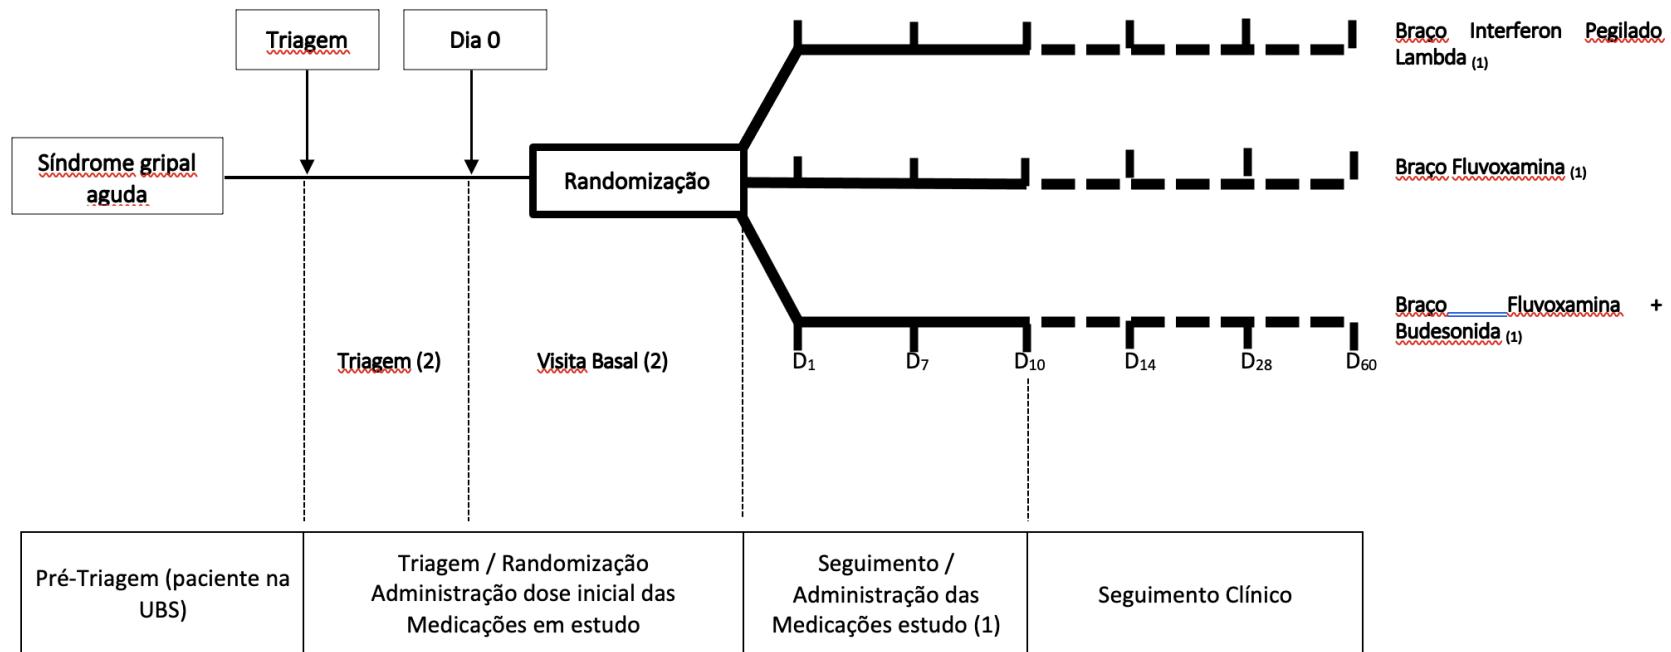 Triagem
Dia 0
Braço Interferon Pegilado
Lambda (1)
Síndrome gripal
aguda
Randomização
Braço Fluvoxamina (1)
Braço Fluvoxamina +
Budesonida (1)
Triagem (2)
Visita Basal (2)
D1
D7
D10
D14
D28
D60
Pré-Triagem (paciente na
UBS)
Triagem / Randomização
Administração dose inicial das
Medicações em estudo
Seguimento /
Administração das
Medicações estudo (1)
Seguimento Clínico